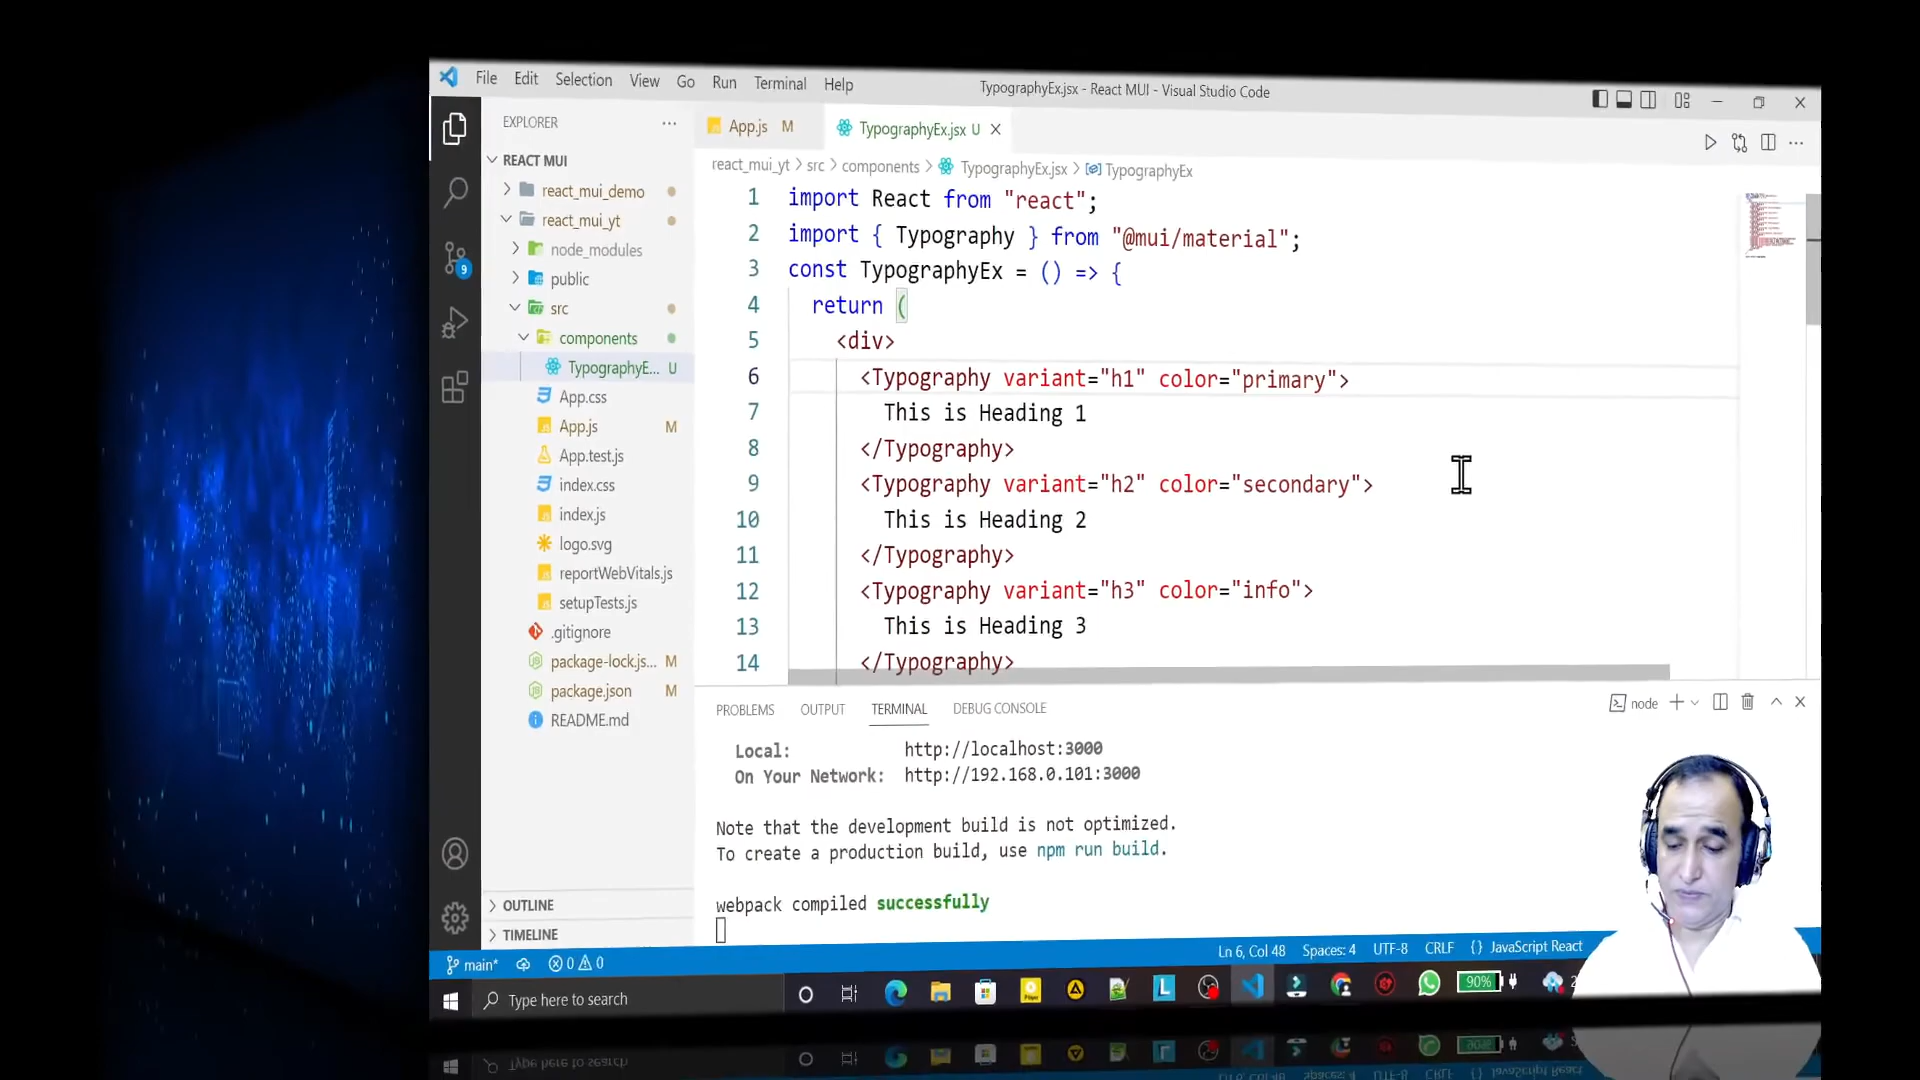 File Edit Selection View Go Run Terminal Help
TypographyEx.jsx - React MUI - Visual Studio Code
EXPLORER
App.js M
TypographyEx.jsx U
REACT MUI
react_mui_yt > src > components > TypographyEx.jsx > TypographyEx
react_mui_demo
react_mui_yt
node_modules
public
src
components
TypographyE... U
App.css
App.js M
App.test.js
index.css
index.js
logo.svg
reportWebVitals.js
setupTests.js
.gitignore
package-lock.js... M
package.json M
README.md
OUTLINE
TIMELINE
9
1 import React from "react";
2 import { Typography } from "@mui/material";
3 const TypographyEx = () => {
4 return (
5 <div>
6 <Typography variant="h1" color="primary">
7 This is Heading 1
8 </Typography>
9 <Typography variant="h2" color="secondary">
10 This is Heading 2
11 </Typography>
12 <Typography variant="h3" color="info">
13 This is Heading 3
14 </Typography>
PROBLEMS OUTPUT TERMINAL DEBUG CONSOLE
node
Local: http://localhost:3000
On Your Network: http://192.168.0.101:3000
Note that the development build is not optimized.
To create a production build, use npm run build.
webpack compiled successfully
main* 0 0
Ln 6, Col 48 Spaces: 4 UTF-8 CRLF {} JavaScript React
Type here to search
90%
Type here to search
90%